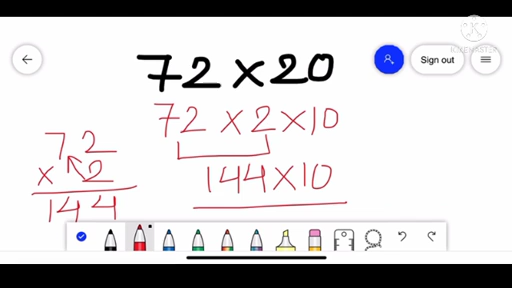 Sign out
72 × 20
72 × 2 × 10
144 × 10
72
× 2
144